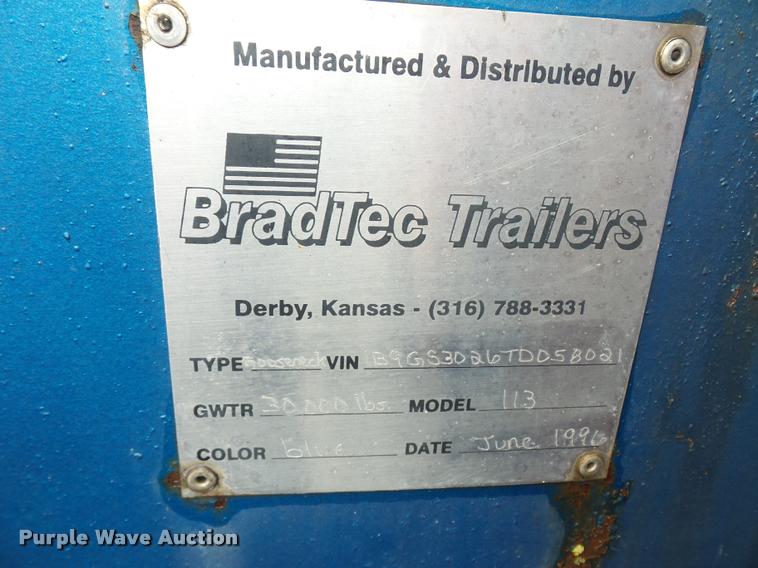 Manufactured & Distributed by
BradTec Trailers
Derby, Kansas - (316) 788-3331
TYPE Gooseneck VIN 1B9GS3026TDD58021
GWTR 30,000 lbs. MODEL 113
COLOR blue DATE June 1996
Purple Wave Auction